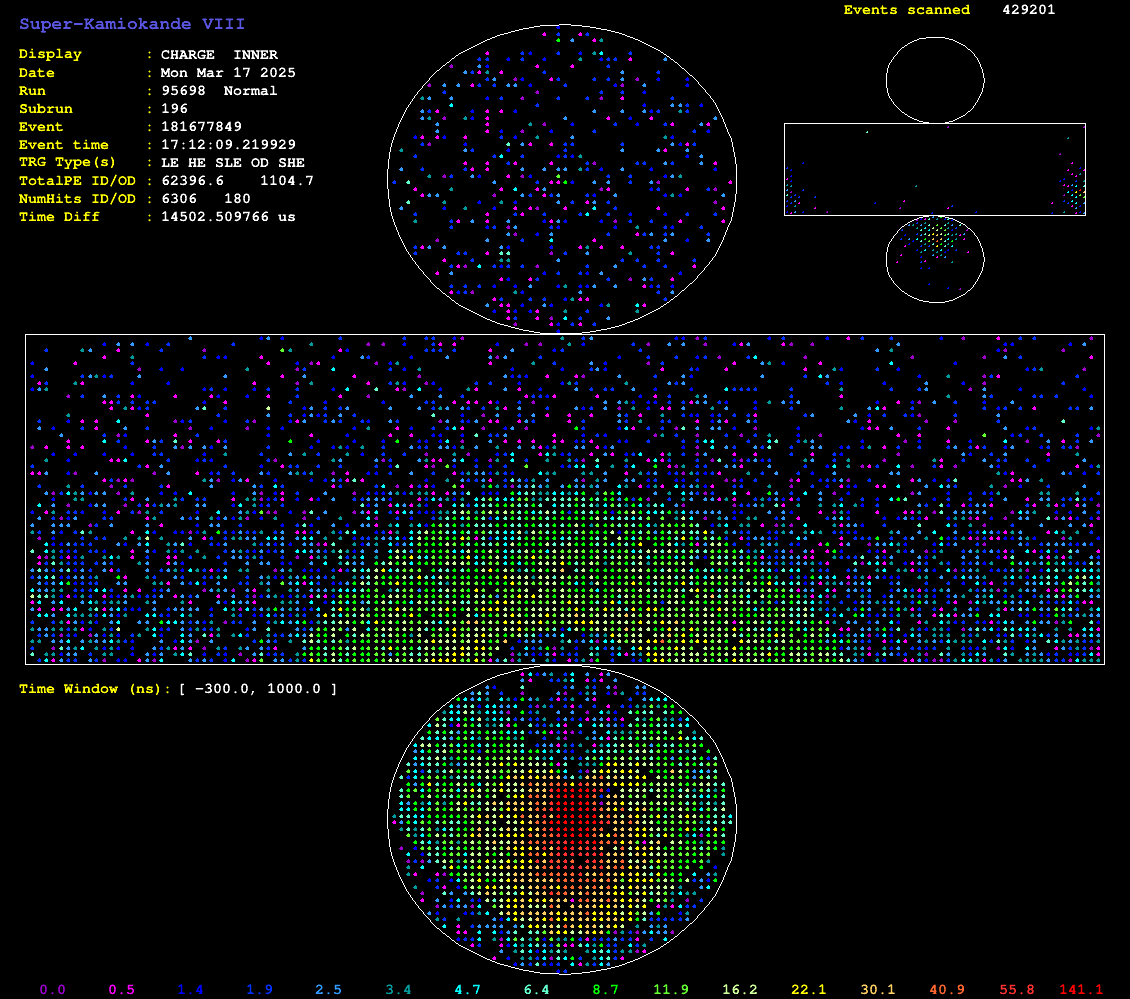 Super-Kamiokande VIII
Events scanned 429201
Display : CHARGE INNER
Date : Mon Mar 17 2025
Run : 95698 Normal
Subrun : 196
Event : 181677849
Event time : 17:12:09.219929
TRG Type(s) : LE HE SLE OD SHE
TotalPE ID/OD : 62396.6 1104.7
NumHits ID/OD : 6306 180
Time Diff : 14502.509766 us
Time Window (ns): [ -300.0, 1000.0 ]
0.0 0.5 1.4 1.9 2.5 3.4 4.7 6.4 8.7 11.9 16.2 22.1 30.1 40.9 55.8 141.1